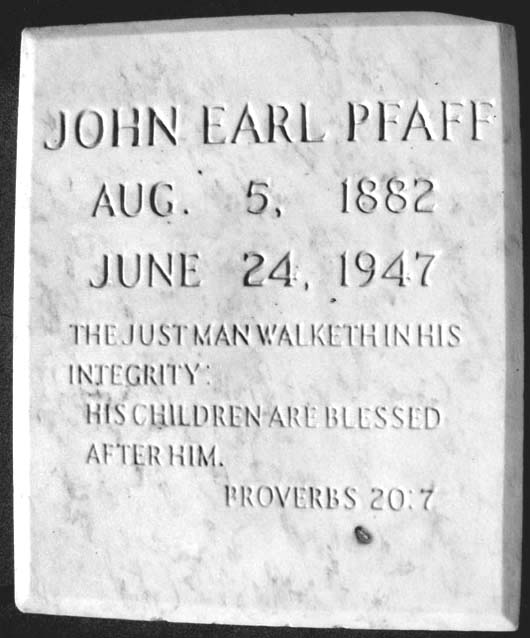 JOHN EARL PFAFF
AUG. 5, 1882
JUNE 24, 1947
THE JUST MAN WALKETH IN HIS
INTEGRITY:
HIS CHILDREN ARE BLESSED
AFTER HIM.
PROVERBS 20:7